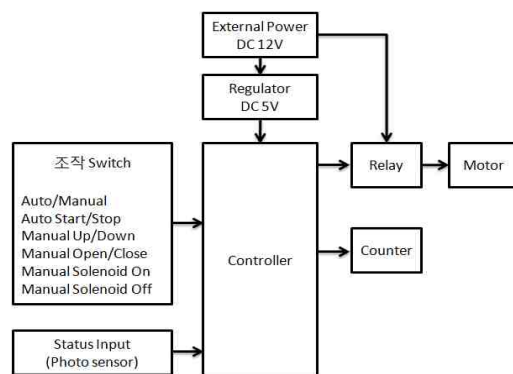 External Power
DC 12V
Regulator
DC 5V
조작 Switch
Auto/Manual
Auto Start/Stop
Manual Up/Down
Manual Open/Close
Manual Solenoid On
Manual Solenoid Off
Status Input
(Photo sensor)
Controller
Relay
Motor
Counter